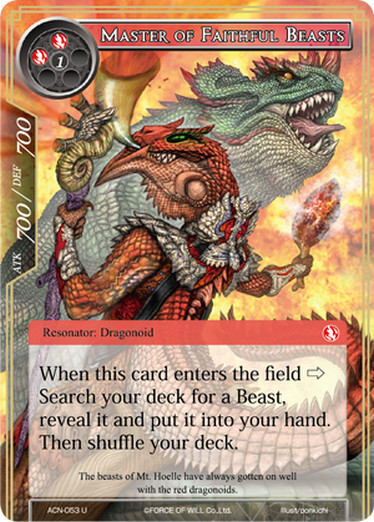 MASTER OF FAITHFUL BEASTS
1
ATK 700 / DEF 700
Resonator: Dragonoid
When this card enters the field ⇨
Search your deck for a Beast,
reveal it and put it into your hand.
Then shuffle your deck.
The beasts of Mt. Hoelle have always gotten on well
with the red dragonoids.
ACN-053 U ©FORCE OF WILL Co.,Ltd. Illust/ponkichi